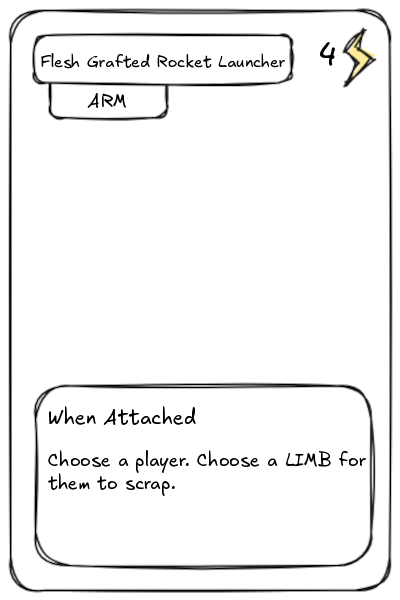 Flesh Grafted Rocket Launcher
4
ARM
When Attached
Choose a player. Choose a LIMB for
them to scrap.